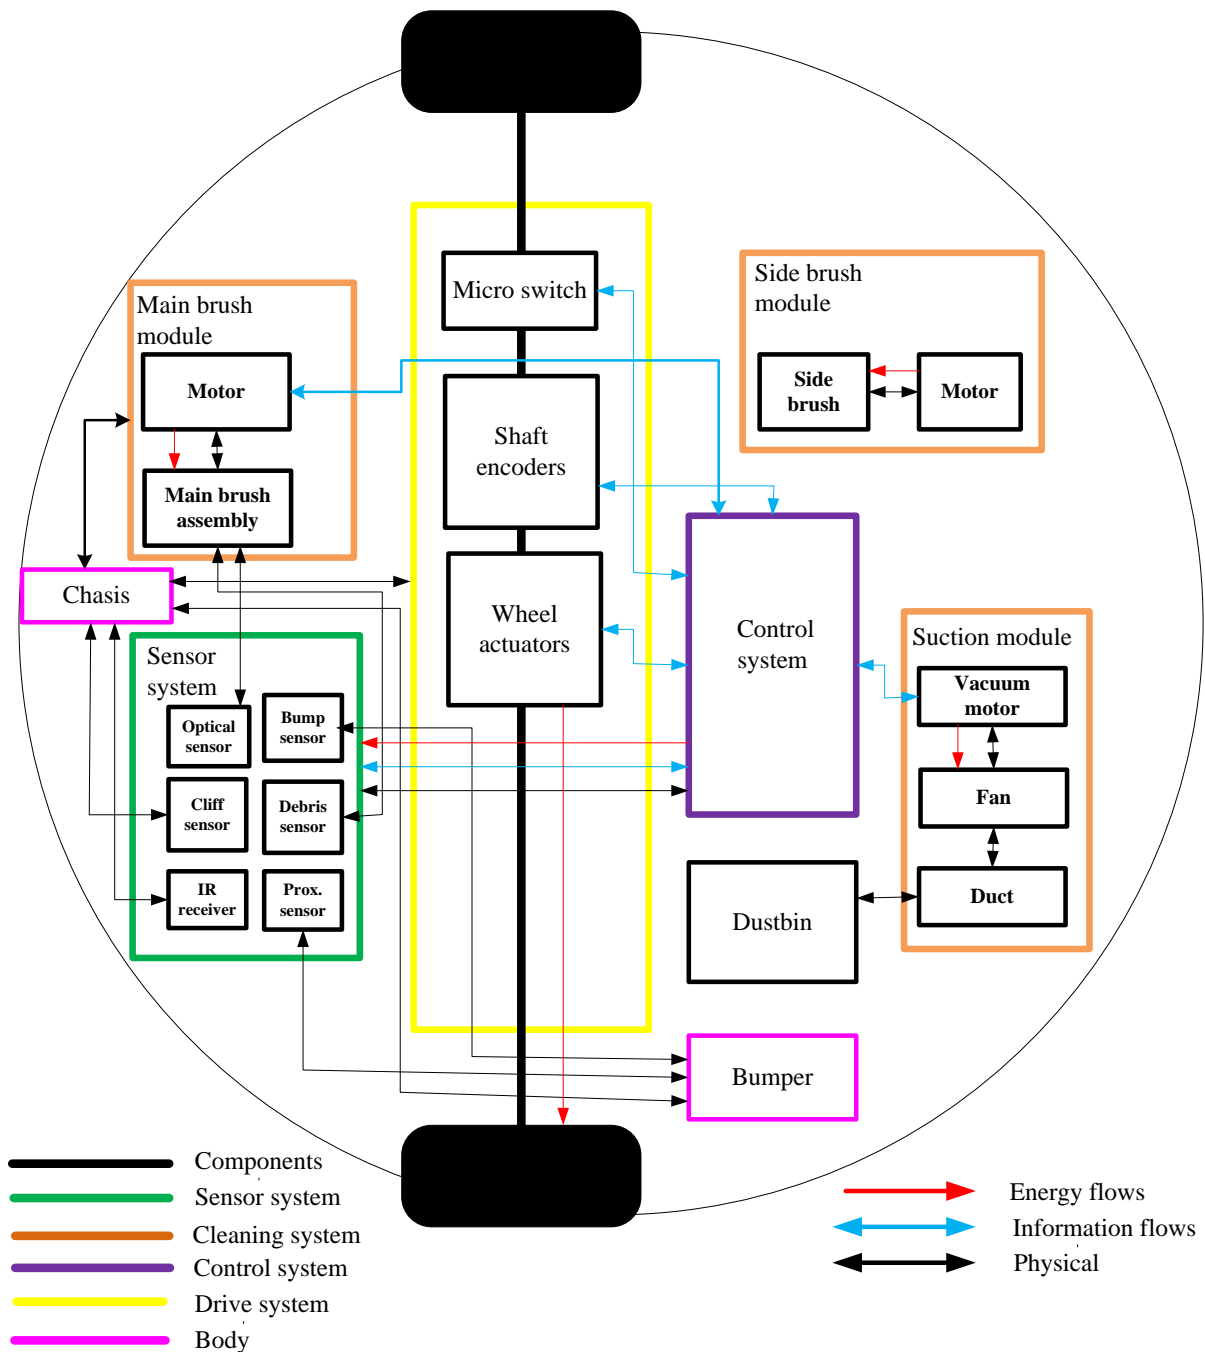 Micro switch
Side brush
module
Main brush
module
Motor
Side
brush
Motor
Shaft
encoders
Main brush
assembly
Chasis
Wheel
actuators
Control
system
Suction module
Sensor
system
Vacuum
motor
Optical
sensor
Bump
sensor
Cliff
sensor
Debris
sensor
Fan
IR
receiver
Prox.
sensor
Dustbin
Duct
Bumper
Components
Sensor system
Cleaning system
Control system
Drive system
Body
Energy flows
Information flows
Physical